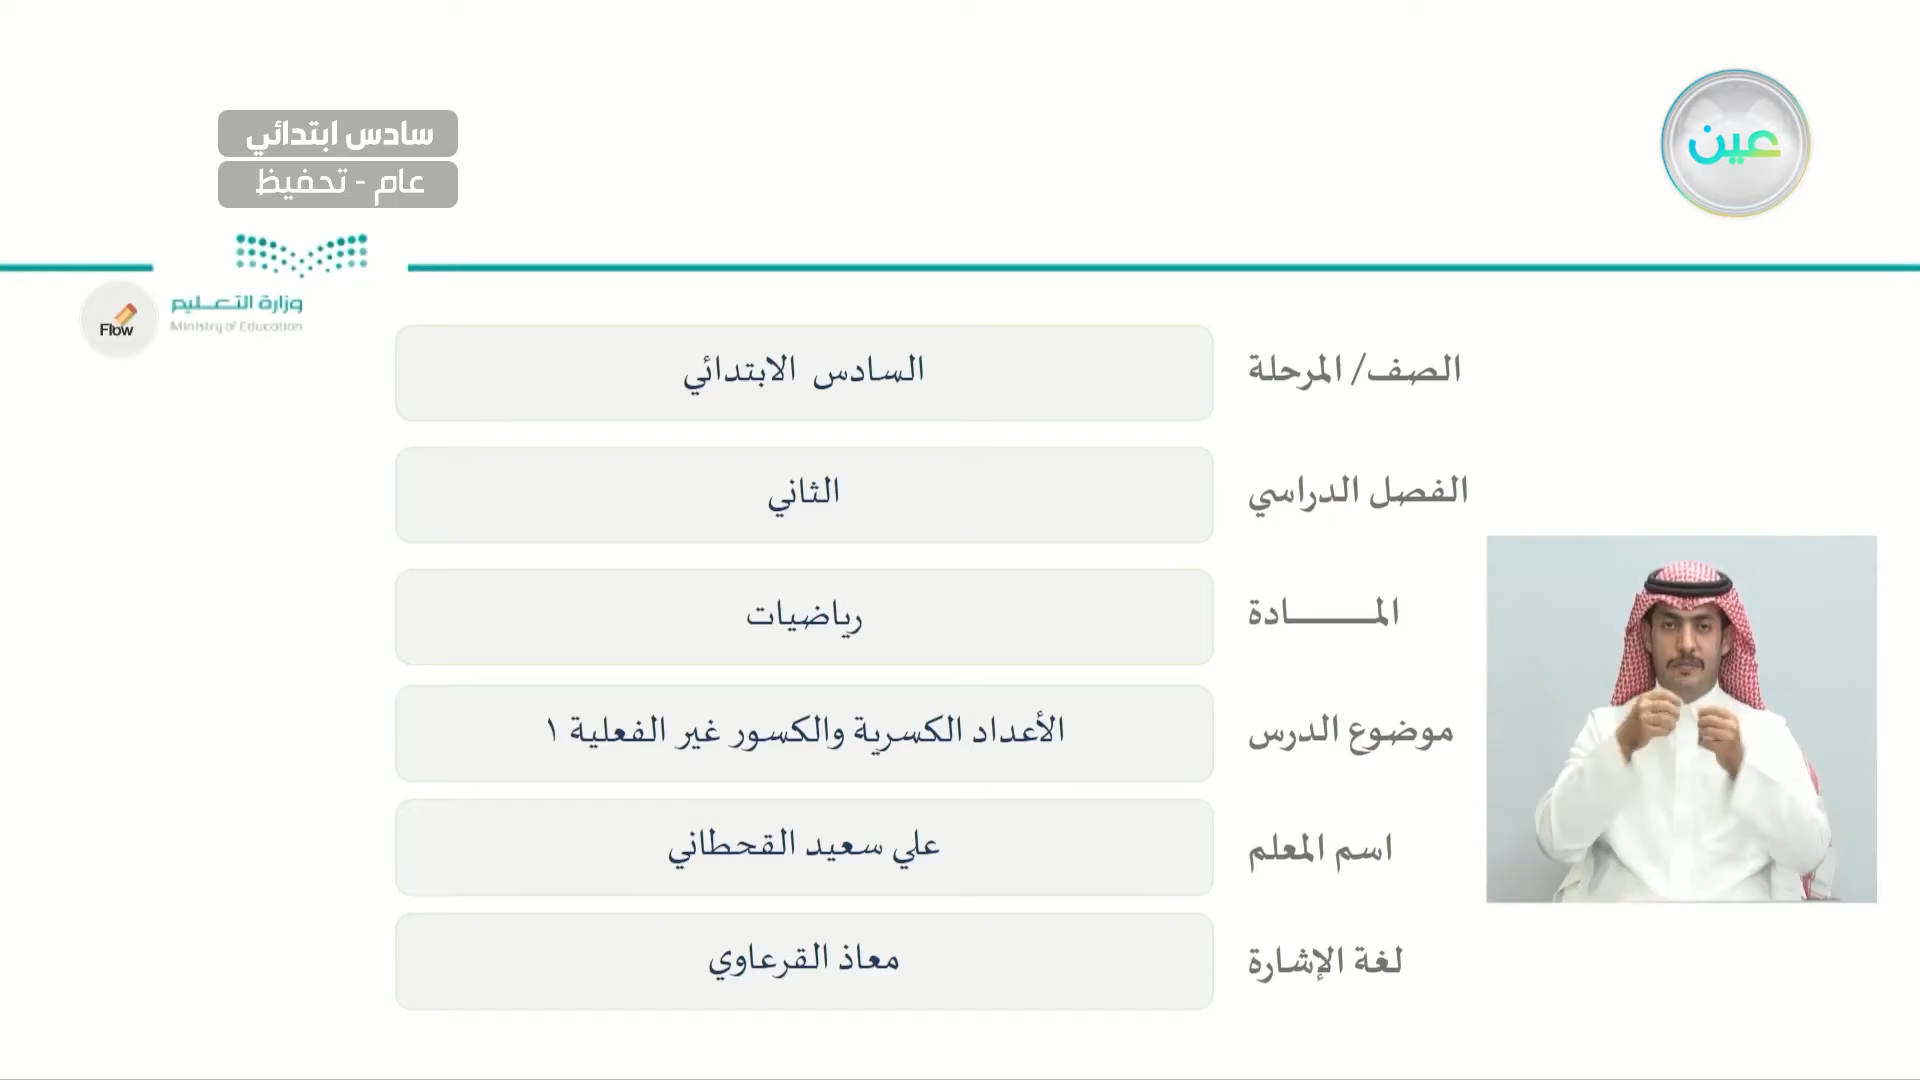 سادس ابتدائي
عام - تحفيظ
عين
وزارة التعليم
Ministry of Education
Flow
الصف/ المرحلة
السادس الابتدائي
الفصل الدراسي
الثاني
المـــــــادة
رياضيات
موضوع الدرس
الأعداد الكسرية والكسور غير الفعلية ١
اسم المعلم
علي سعيد القحطاني
لغة الإشارة
معاذ القرعاوي